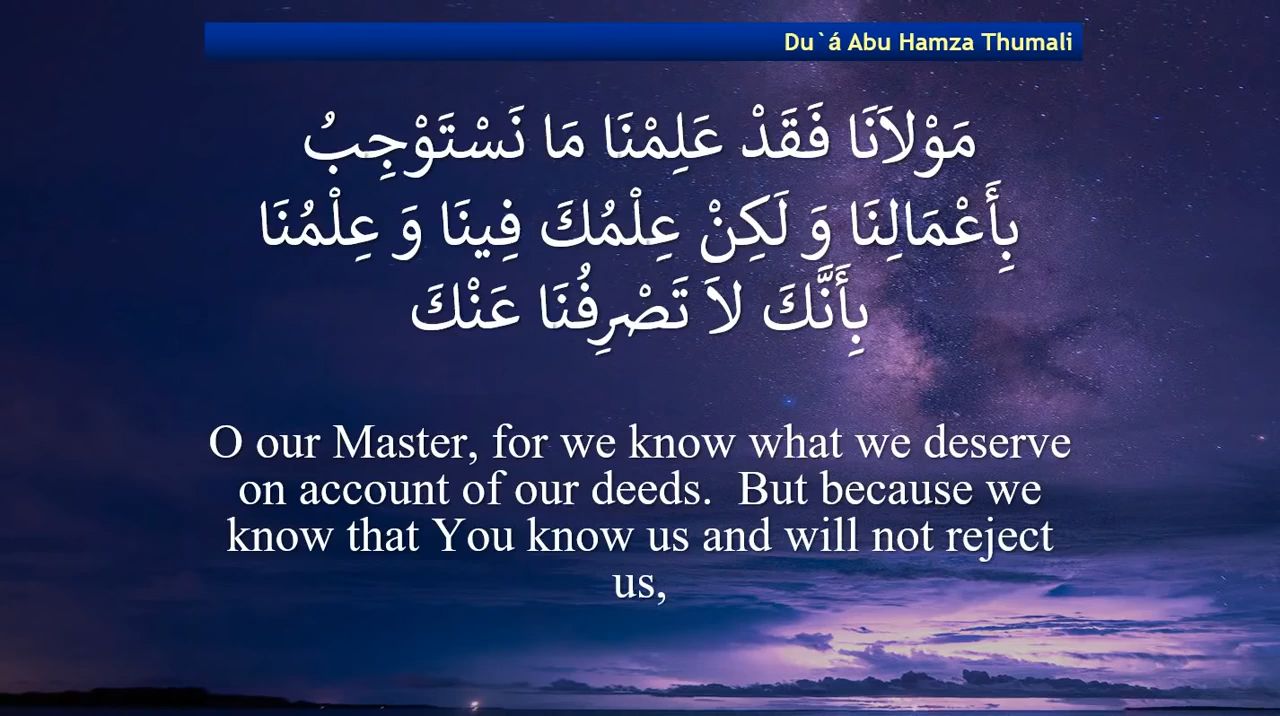 Du`á Abu Hamza Thumali
مَوْلاَنَا فَقَدْ عَلِمْنَا مَا نَسْتَوْجِبُ
بِأَعْمَالِنَا وَ لَكِنْ عِلْمُكَ فِينَا وَ عِلْمُنَا
بِأَنَّكَ لاَ تَصْرِفُنَا عَنْكَ
O our Master, for we know what we deserve
on account of our deeds.  But because we
know that You know us and will not reject
us,